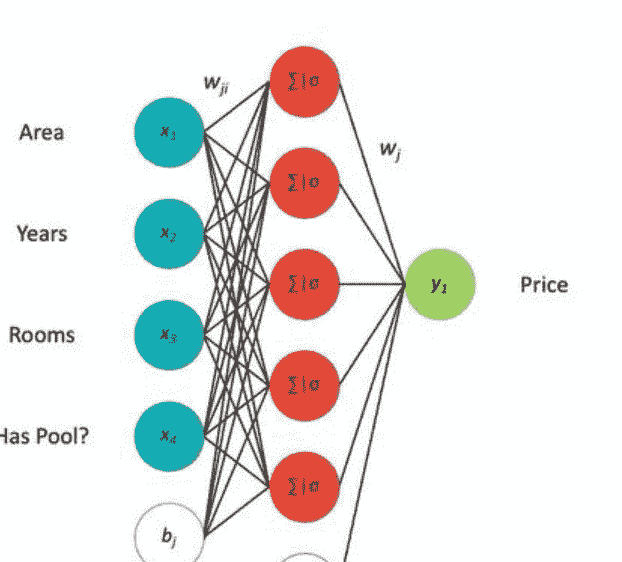 w_ji
∑|σ
w_j
Area
x_1
∑|σ
Years
x_2
∑|σ
y_1
Price
Rooms
x_3
∑|σ
Has Pool?
x_4
∑|σ
b_j